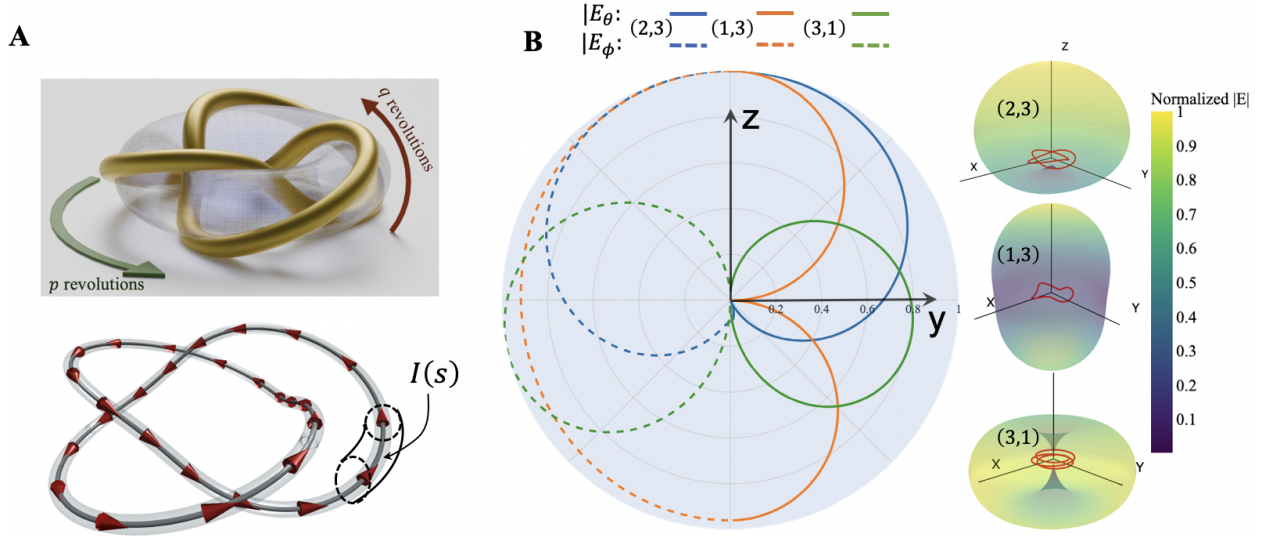 A
q revolutions
p revolutions
I(s)
B
|E_θ: (2,3) (1,3) (3,1)
|E_ϕ:
z
y
0.2 0.4 0.6 0.8 1
Z
(2,3)
X
Y
(1,3)
X
Y
(3,1)
X
Y
Normalized |E|
1
0.9
0.8
0.7
0.6
0.5
0.4
0.3
0.2
0.1